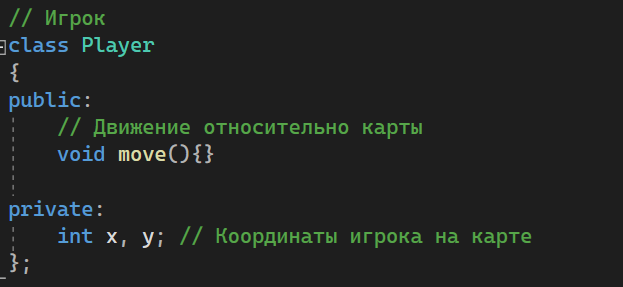 // Игрок
class Player
{
public:
    // Движение относительно карты
    void move(){}
private:
    int x, y; // Координаты игрока на карте
};